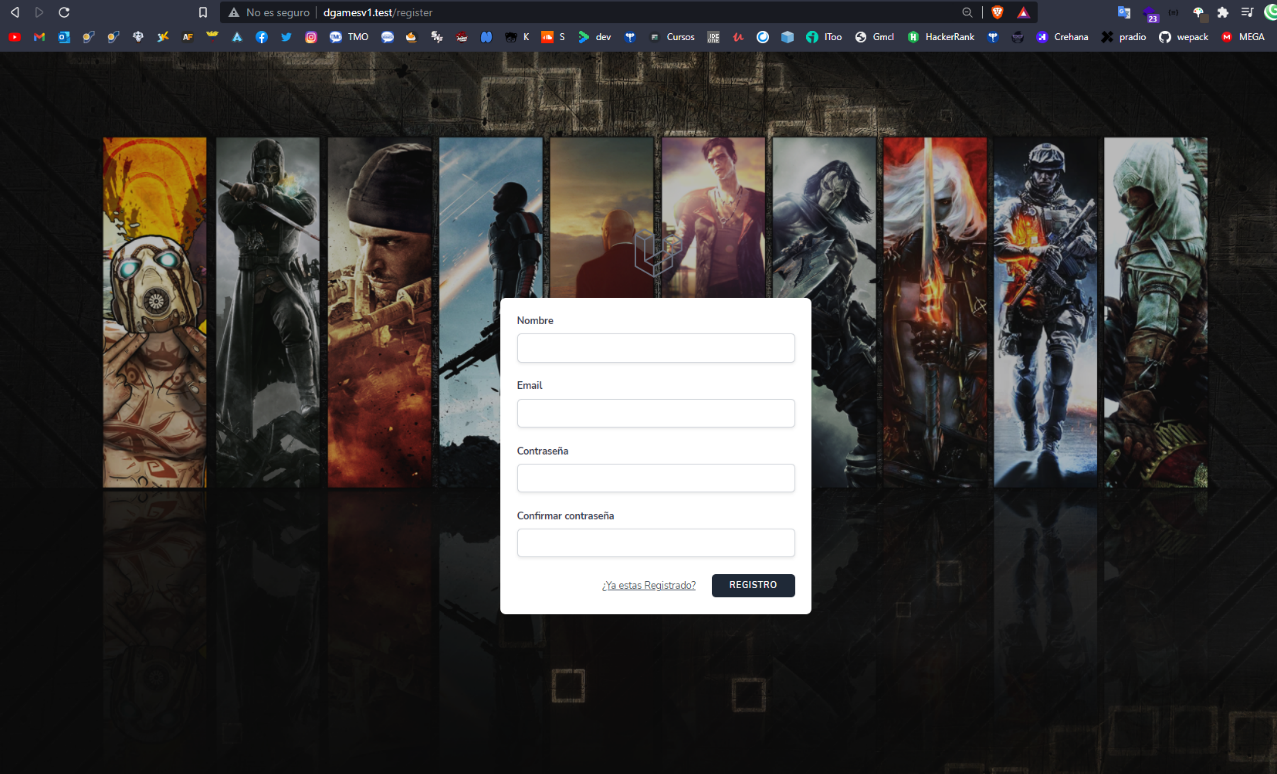 No es seguro dgamesv1.test/register
23
TMO K S dev Cursos IToo Gmcl HackerRank Crehana pradio wepack MEGA
Nombre
Email
Contraseña
Confirmar contraseña
¿Ya estas Registrado? REGISTRO